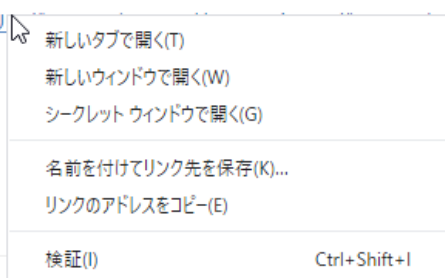 新しいタブで開く(T)
新しいウィンドウで開く(W)
シークレット ウィンドウで開く(G)
名前を付けてリンク先を保存(K)...
リンクのアドレスをコピー(E)
検証(I) Ctrl+Shift+I